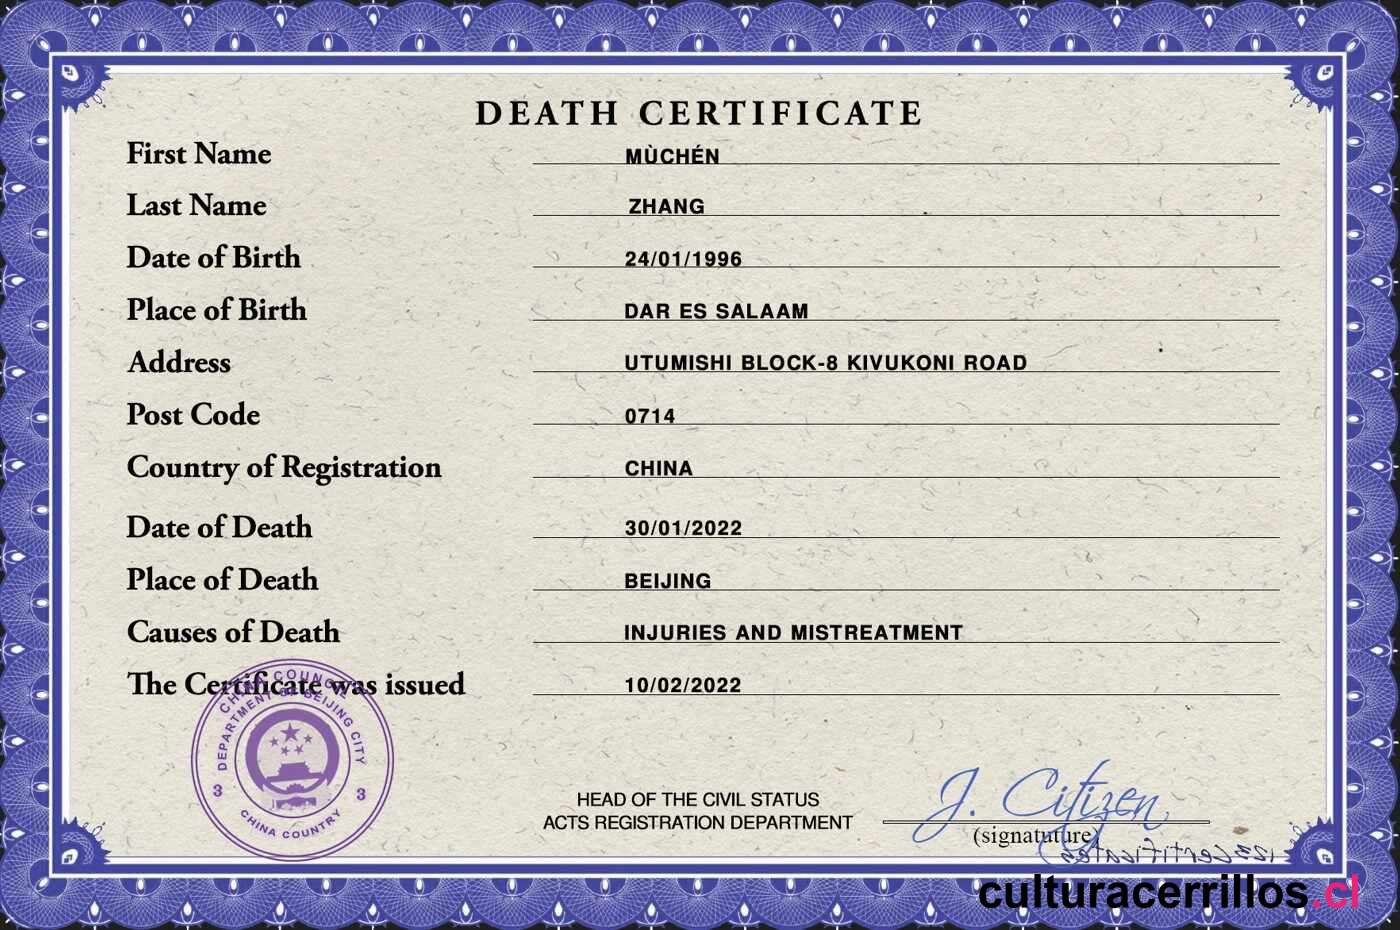 DEATH CERTIFICATE
First Name MÙCHÉN
Last Name ZHANG
Date of Birth 24/01/1996
Place of Birth DAR ES SALAAM
Address UTUMISHI BLOCK-8 KIVUKONI ROAD
Post Code 0714
Country of Registration CHINA
Date of Death 30/01/2022
Place of Death BEIJING
Causes of Death INJURIES AND MISTREATMENT
The Certificate was issued 10/02/2022
CHINA COUNCIL
DEPARTMENT OF BEIJING CITY
3 3
CHINA COUNTRY
HEAD OF THE CIVIL STATUS
ACTS REGISTRATION DEPARTMENT
J. Citizen
(signatuture)
123certificates
culturacerrillos.cl